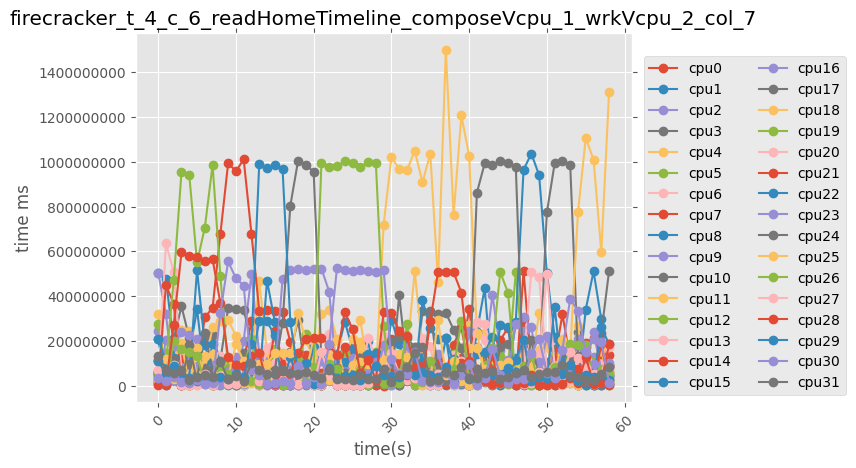 firecracker_t_4_c_6_readHomeTimeline_composeVcpu_1_wrkVcpu_2_col_7
time ms
1400000000
1200000000
1000000000
800000000
600000000
400000000
200000000
0
0
10
20
30
40
50
60
time(s)
cpu0
cpu1
cpu2
cpu3
cpu4
cpu5
cpu6
cpu7
cpu8
cpu9
cpu10
cpu11
cpu12
cpu13
cpu14
cpu15
cpu16
cpu17
cpu18
cpu19
cpu20
cpu21
cpu22
cpu23
cpu24
cpu25
cpu26
cpu27
cpu28
cpu29
cpu30
cpu31